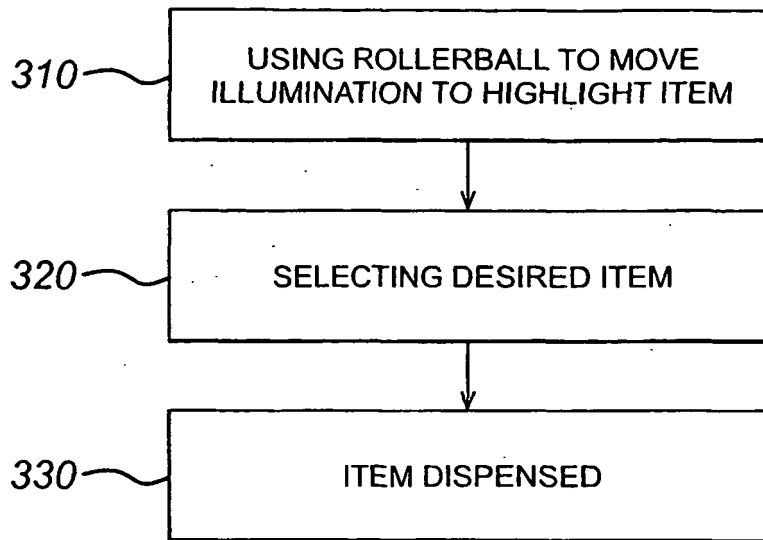 310
USING ROLLERBALL TO MOVE
ILLUMINATION TO HIGHLIGHT ITEM
320
SELECTING DESIRED ITEM
330
ITEM DISPENSED